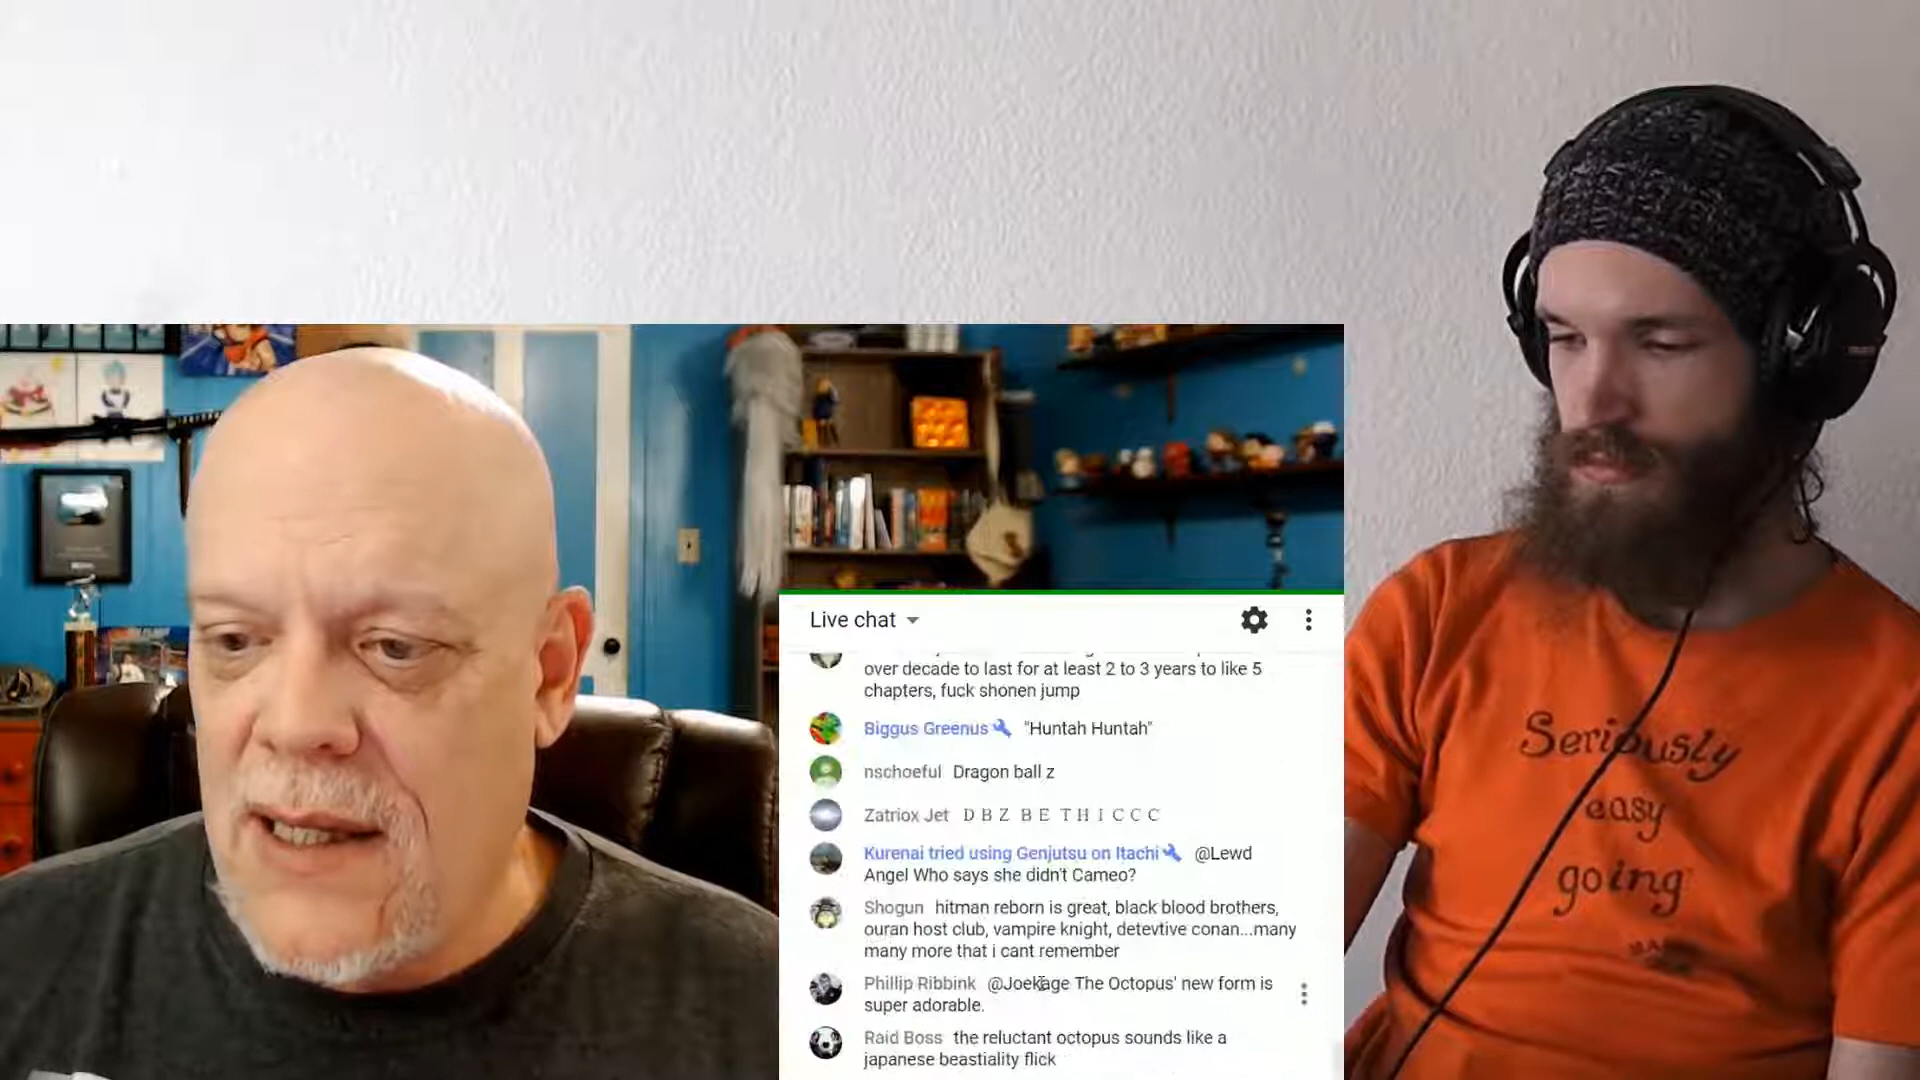 Live chat
over decade to last for at least 2 to 3 years to like 5
chapters, fuck shonen jump
Biggus Greenus "Huntah Huntah"
nschoeful Dragon ball z
Zatriox Jet D B Z B E T H I C C C
Kurenai tried using Genjutsu on Itachi @Lewd
Angel Who says she didn't Cameo?
Shogun hitman reborn is great, black blood brothers,
ouran host club, vampire knight, detevtive conan...many
many more that i cant remember
Phillip Ribbink @Joekage The Octopus' new form is
super adorable.
Raid Boss the reluctant octopus sounds like a
japanese beastiality flick
Seriously
easy
going